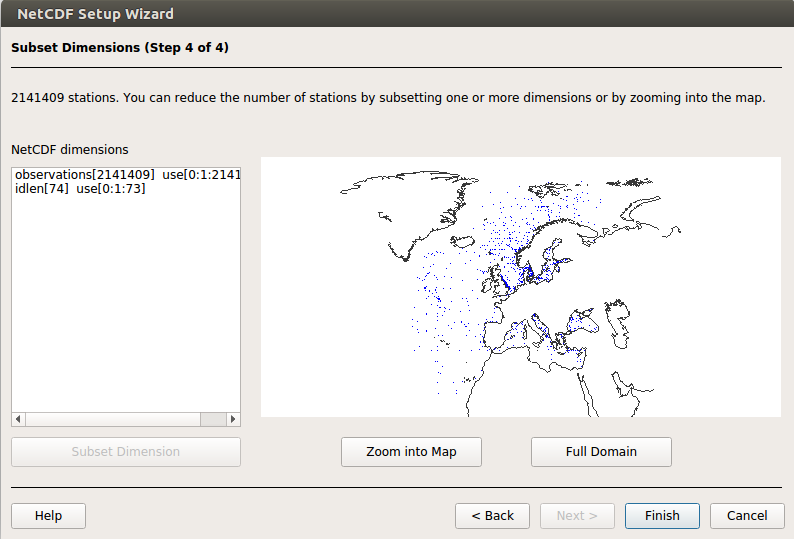 NetCDF Setup Wizard
Subset Dimensions (Step 4 of 4)
2141409 stations. You can reduce the number of stations by subsetting one or more dimensions or by zooming into the map.
NetCDF dimensions
observations[2141409]  use[0:1:2141
idlen[74]  use[0:1:73]
Subset Dimension
Zoom into Map
Full Domain
Help
< Back
Next >
Finish
Cancel